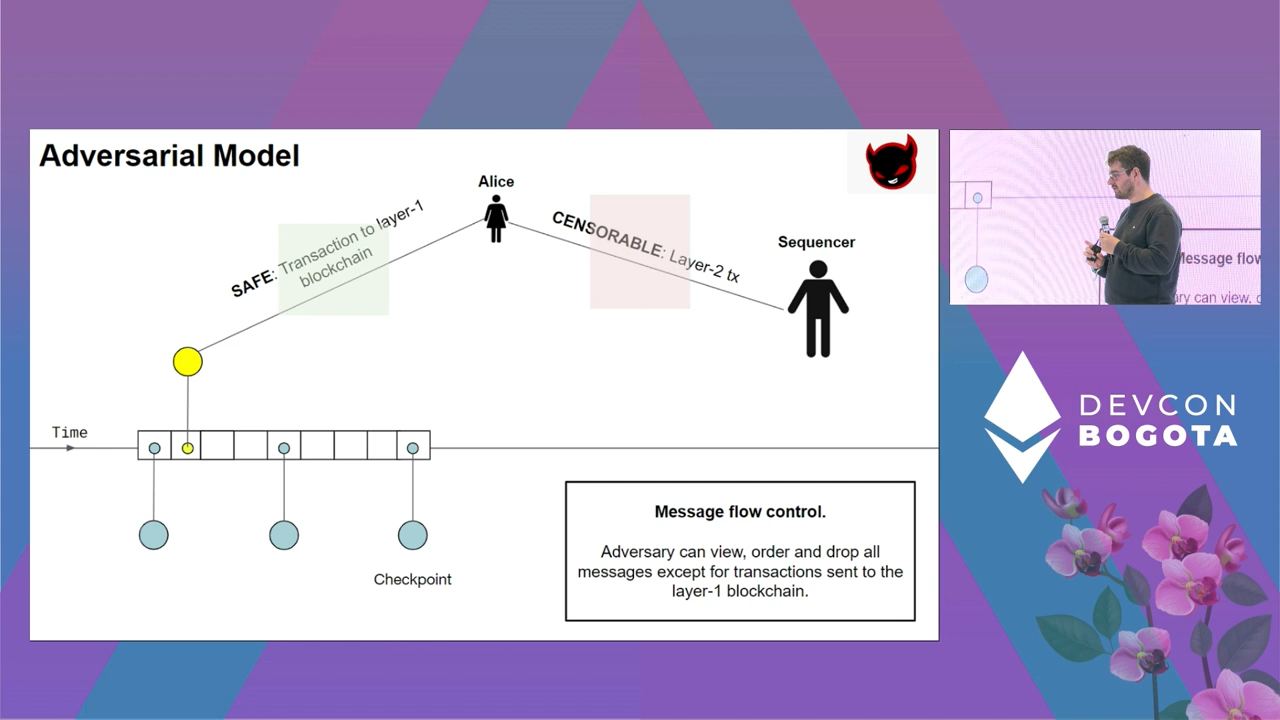 Adversarial Model
Alice
SAFE: Transaction to layer-1
blockchain
CENSORABLE: Layer-2 tx
Sequencer
Time
Checkpoint
Message flow control.
Adversary can view, order and drop all
messages except for transactions sent to the
layer-1 blockchain.
Message flow
ary can view, o
DEVCON
BOGOTA